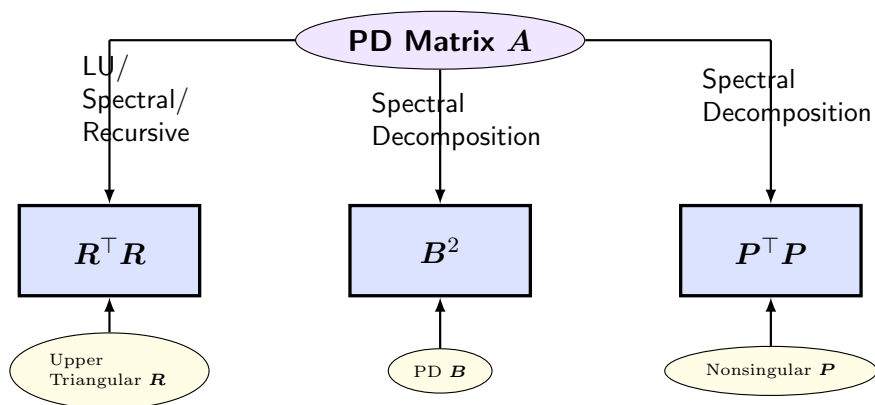 PD Matrix A
LU/
Spectral/
Recursive
Spectral
Decomposition
Spectral
Decomposition
R⊤R
B²
P⊤P
Upper
Triangular R
PD B
Nonsingular P